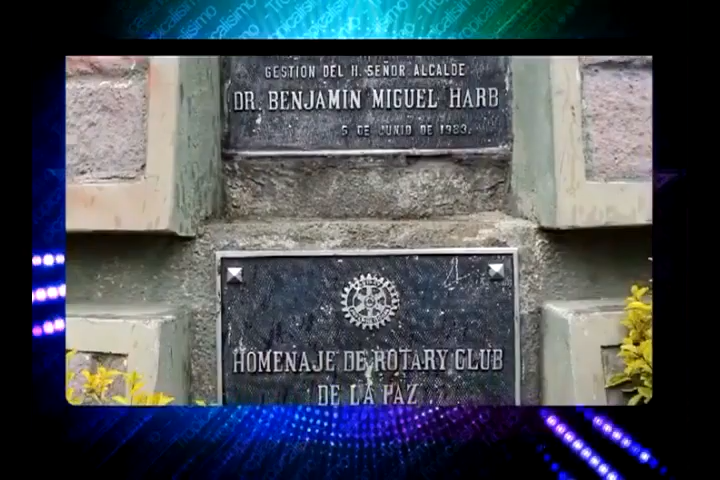 GESTION DEL H. SEÑOR ALCALDE
DR. BENJAMIN MIGUEL HARB
5 DE JUNIO DE 1983.
HOMENAJE DE ROTARY CLUB
DE LA PAZ